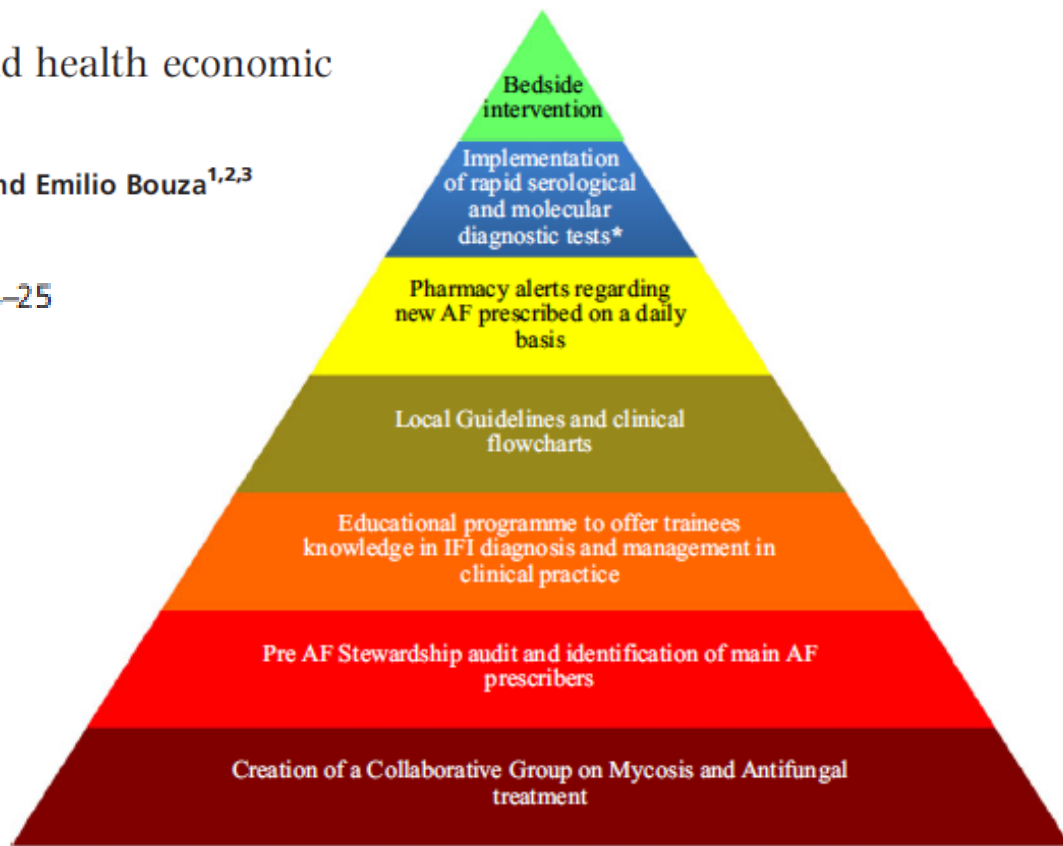 d health economic
nd Emilio Bouza1,2,3
–25
Bedside
intervention
Implementation
of rapid serological
and molecular
diagnostic tests*
Pharmacy alerts regarding
new AF prescribed on a daily
basis
Local Guidelines and clinical
flowcharts
Educational programme to offer trainees
knowledge in IFI diagnosis and management in
clinical practice
Pre AF Stewardship audit and identification of main AF
prescribers
Creation of a Collaborative Group on Mycosis and Antifungal
treatment